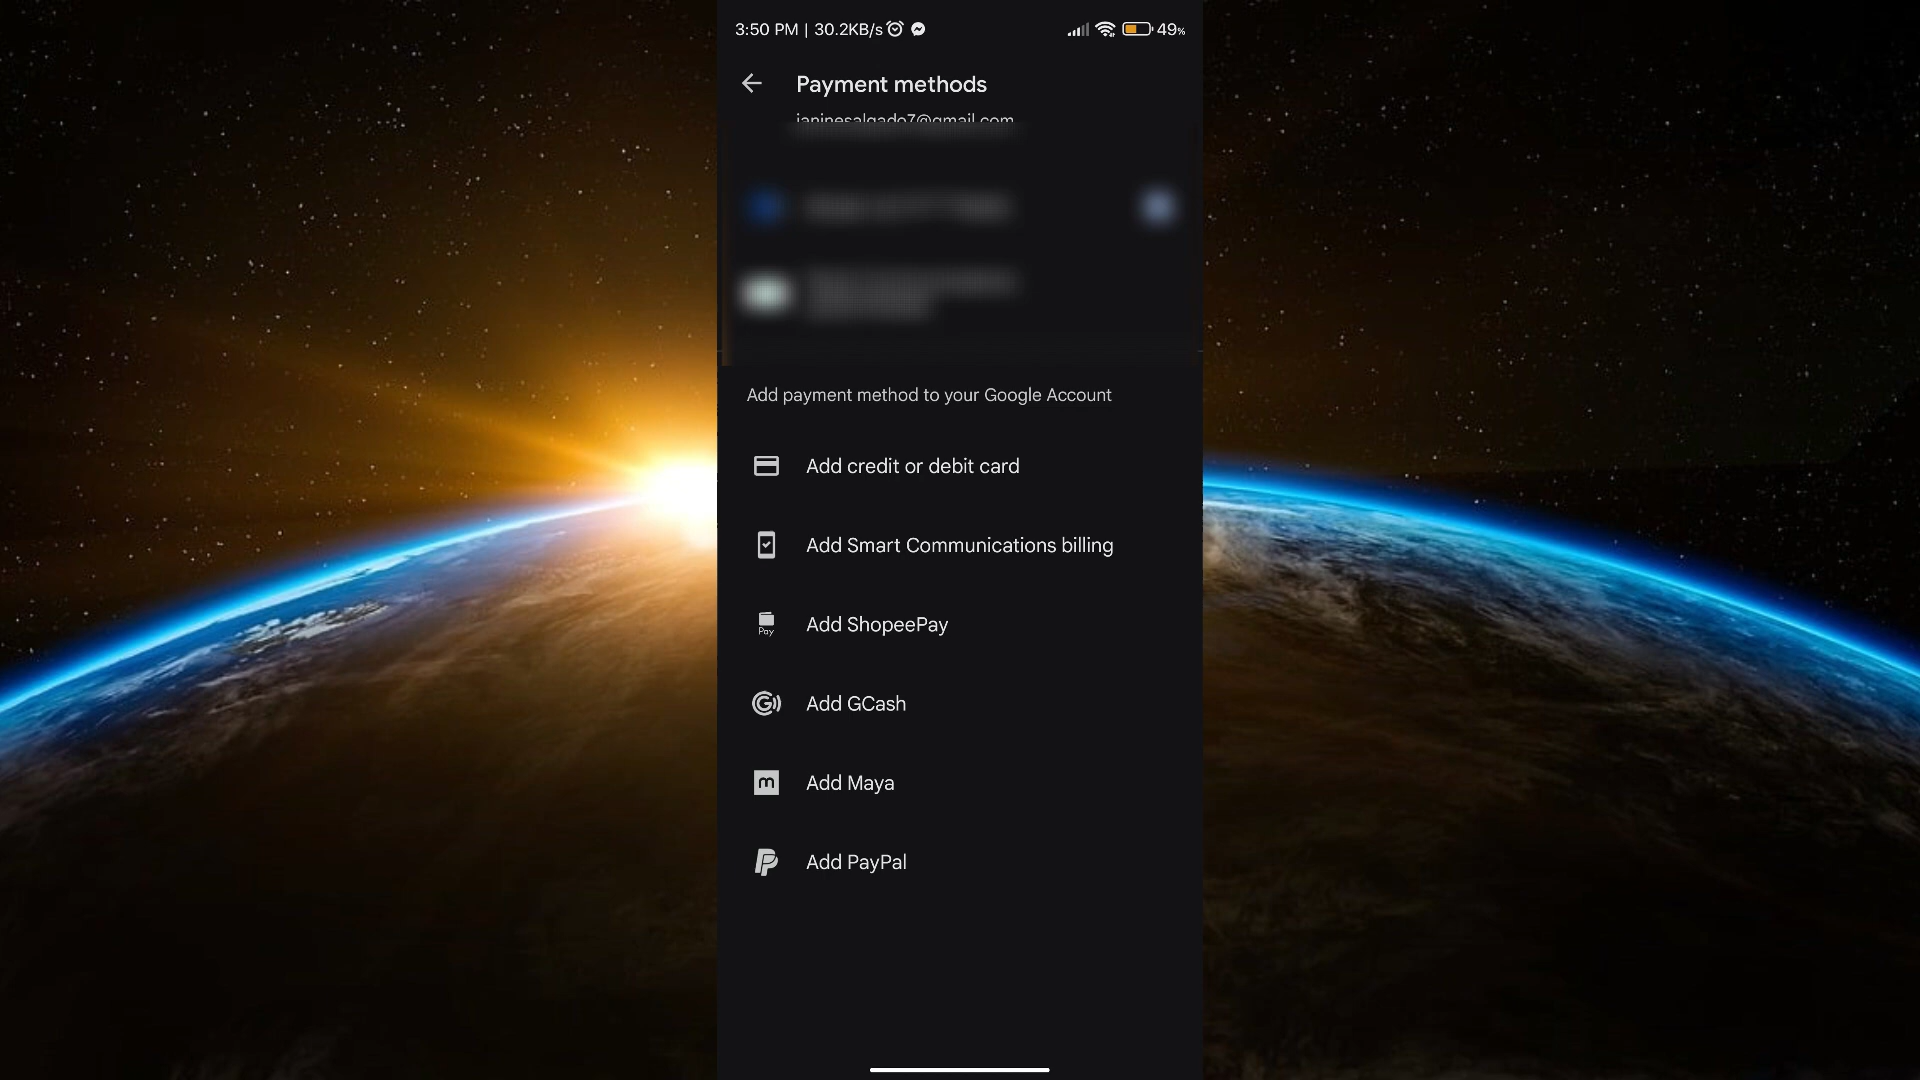 3:50 PM | 30.2KB/s 49%
Payment methods
janinesalgado7@gmail.com
Add payment method to your Google Account
Add credit or debit card
Add Smart Communications billing
Pay
Add ShopeePay
Add GCash
m
Add Maya
Add PayPal